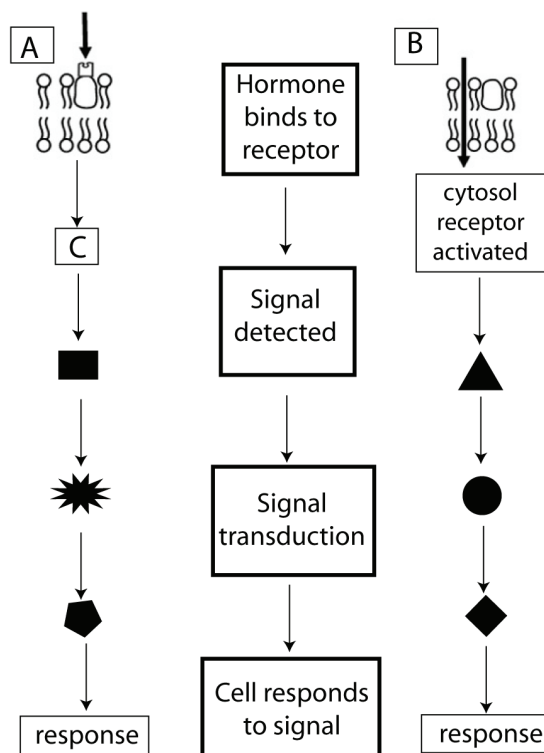 A
C
response
Hormone
binds to
receptor
Signal
detected
Signal
transduction
Cell responds
to signal
B
cytosol
receptor
activated
response